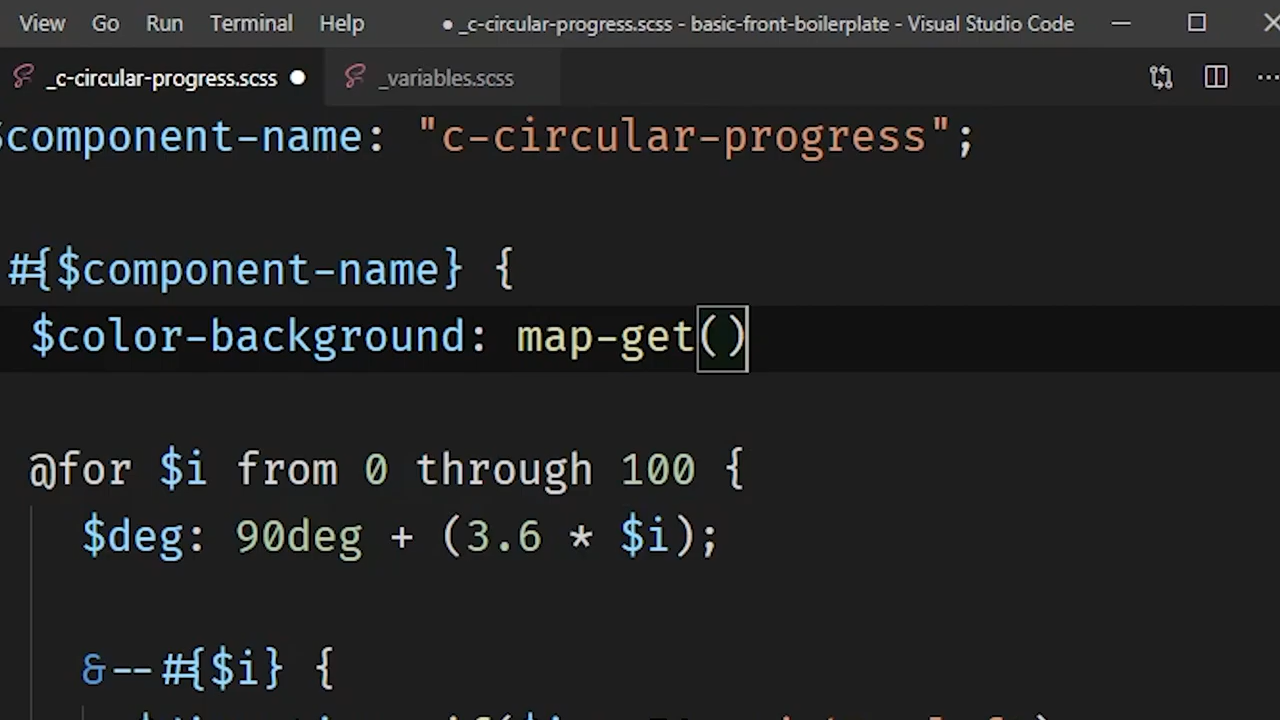 View Go Run Terminal Help ● _c-circular-progress.scss - basic-front-boilerplate - Visual Studio Code
_c-circular-progress.scss _variables.scss
$component-name: "c-circular-progress";
#{$component-name} {
$color-background: map-get()
@for $i from 0 through 100 {
$deg: 90deg + (3.6 * $i);
&--#{$i} {